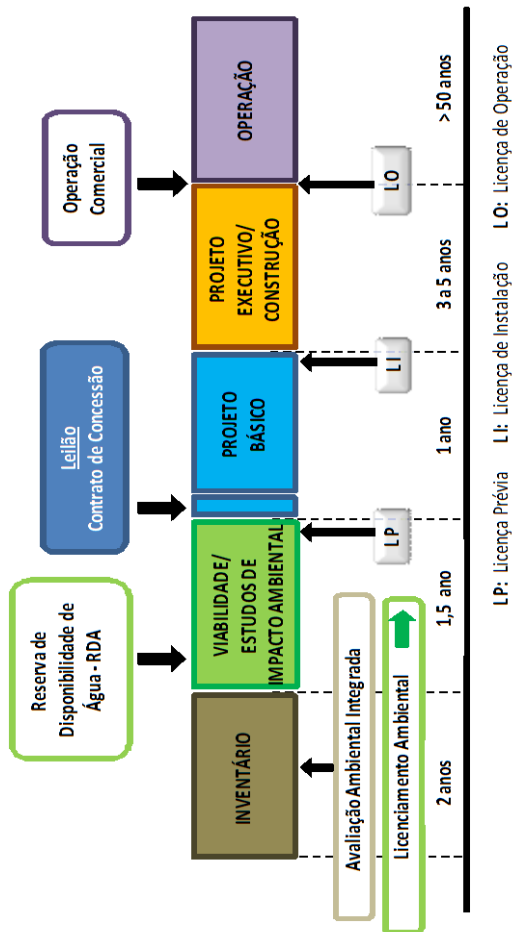 Reserva de
Disponibilidade de
Água - RDA
Leilão
Contrato de Concessão
Operação
Comercial
INVENTÁRIO
VIABILIDADE/
ESTUDOS DE
IMPACTO AMBIENTAL
PROJETO
BÁSICO
PROJETO
EXECUTIVO/
CONSTRUÇÃO
OPERAÇÃO
LP
LI
LO
Avaliação Ambiental Integrada
Licenciamento Ambiental
2 anos
1,5 ano
1 ano
3 a 5 anos
> 50 anos
LP: Licença Prévia
LI: Licença de Instalação
LO: Licença de Operação